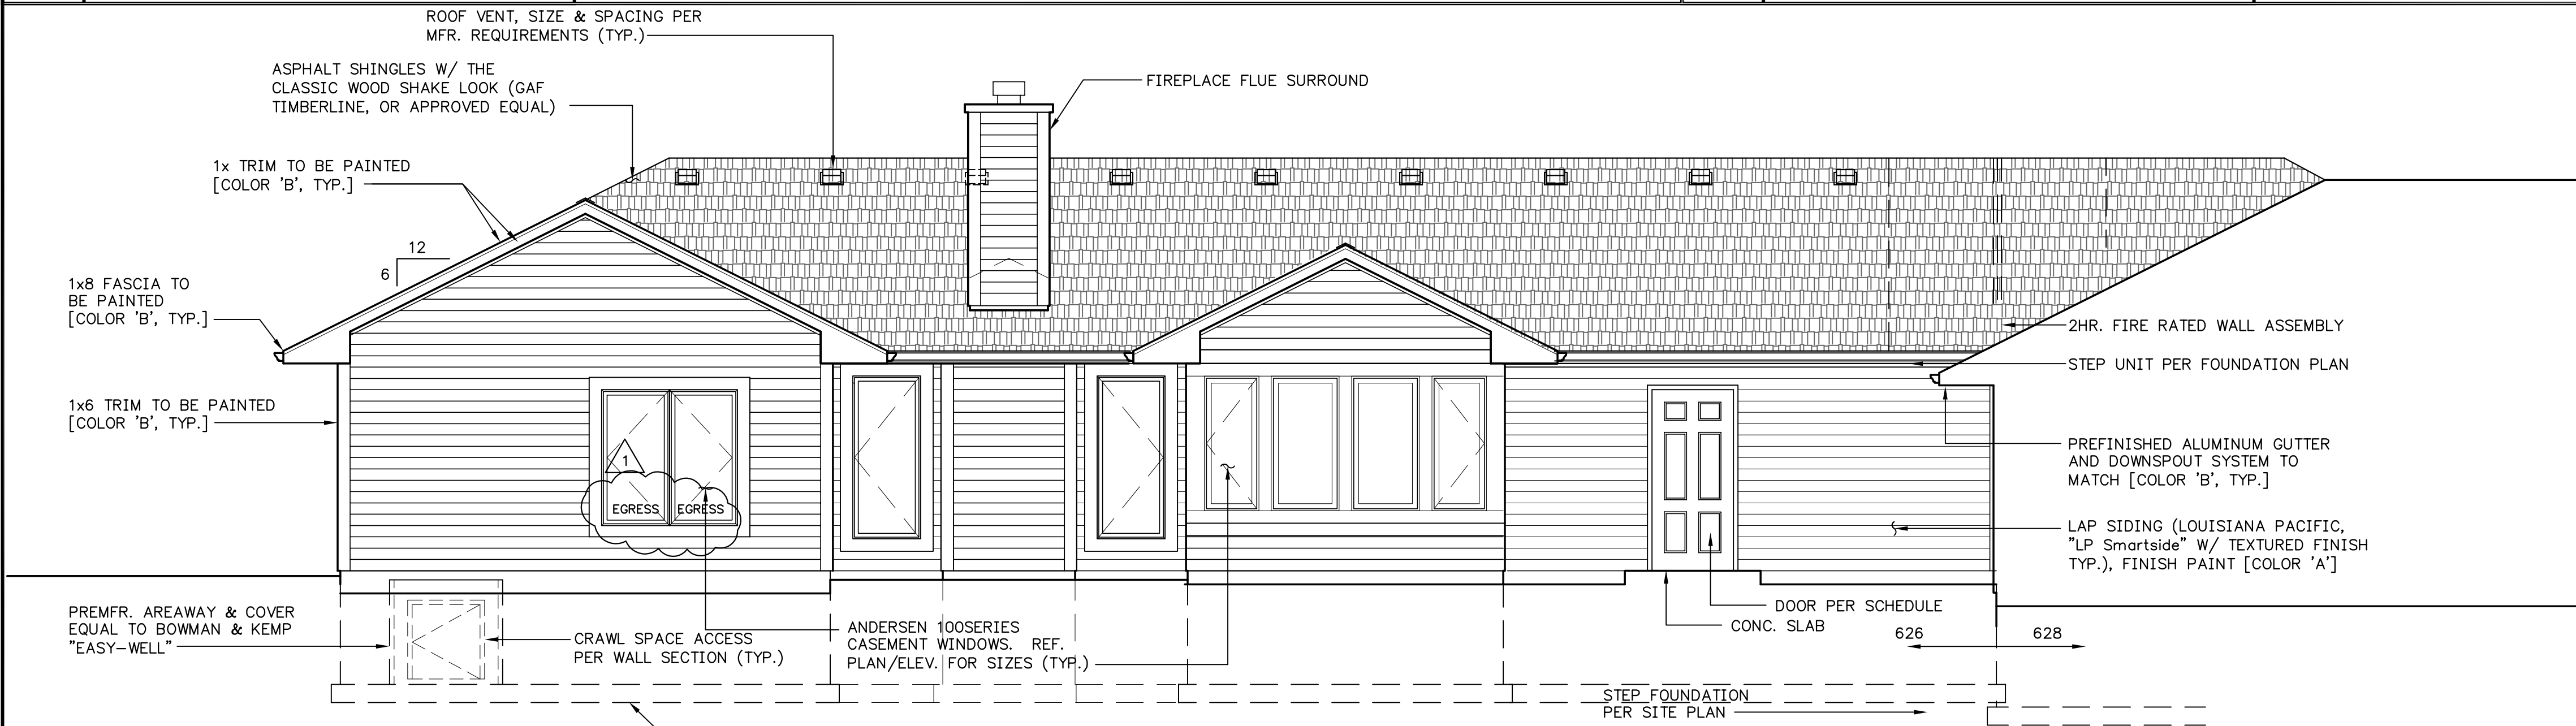 ROOF VENT, SIZE & SPACING PER
MFR. REQUIREMENTS (TYP.)
ASPHALT SHINGLES W/ THE
CLASSIC WOOD SHAKE LOOK (GAF
TIMBERLINE, OR APPROVED EQUAL)
FIREPLACE FLUE SURROUND
1x TRIM TO BE PAINTED
[COLOR 'B', TYP.]
12
6
1x8 FASCIA TO
BE PAINTED
[COLOR 'B', TYP.]
1x6 TRIM TO BE PAINTED
[COLOR 'B', TYP.]
2HR. FIRE RATED WALL ASSEMBLY
STEP UNIT PER FOUNDATION PLAN
PREFINISHED ALUMINUM GUTTER
AND DOWNSPOUT SYSTEM TO
MATCH [COLOR 'B', TYP.]
LAP SIDING (LOUISIANA PACIFIC,
"LP Smartside" W/ TEXTURED FINISH
TYP.), FINISH PAINT [COLOR 'A']
1
EGRESS EGRESS
PREMFR. AREAWAY & COVER
EQUAL TO BOWMAN & KEMP
"EASY-WELL"
CRAWL SPACE ACCESS
PER WALL SECTION (TYP.)
ANDERSEN 100SERIES
CASEMENT WINDOWS. REF.
PLAN/ELEV. FOR SIZES (TYP.)
DOOR PER SCHEDULE
CONC. SLAB
626 628
STEP FOUNDATION
PER SITE PLAN